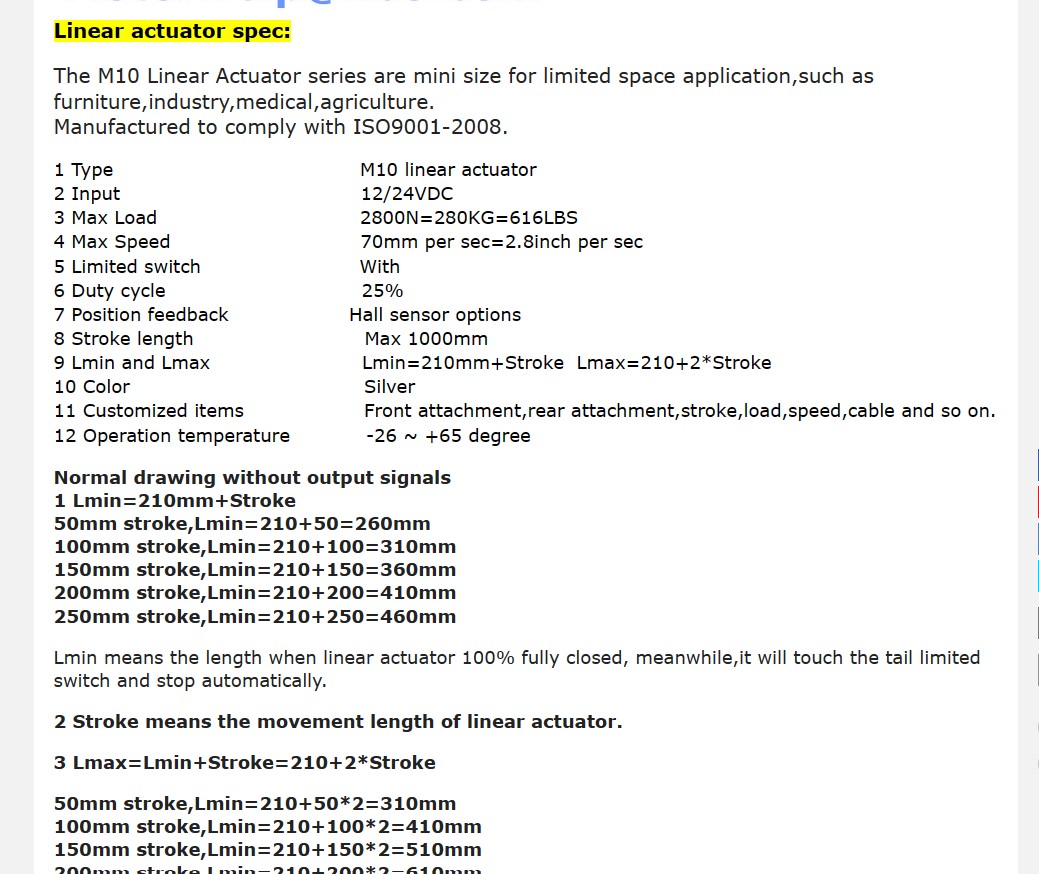 Linear actuator spec:
The M10 Linear Actuator series are mini size for limited space application,such as
furniture,industry,medical,agriculture.
Manufactured to comply with ISO9001-2008.
1 Type M10 linear actuator
2 Input 12/24VDC
3 Max Load 2800N=280KG=616LBS
4 Max Speed 70mm per sec=2.8inch per sec
5 Limited switch With
6 Duty cycle 25%
7 Position feedback Hall sensor options
8 Stroke length Max 1000mm
9 Lmin and Lmax Lmin=210mm+Stroke Lmax=210+2*Stroke
10 Color Silver
11 Customized items Front attachment,rear attachment,stroke,load,speed,cable and so on.
12 Operation temperature -26 ~ +65 degree
Normal drawing without output signals
1 Lmin=210mm+Stroke
50mm stroke,Lmin=210+50=260mm
100mm stroke,Lmin=210+100=310mm
150mm stroke,Lmin=210+150=360mm
200mm stroke,Lmin=210+200=410mm
250mm stroke,Lmin=210+250=460mm
Lmin means the length when linear actuator 100% fully closed, meanwhile,it will touch the tail limited
switch and stop automatically.
2 Stroke means the movement length of linear actuator.
3 Lmax=Lmin+Stroke=210+2*Stroke
50mm stroke,Lmin=210+50*2=310mm
100mm stroke,Lmin=210+100*2=410mm
150mm stroke,Lmin=210+150*2=510mm
200mm stroke,Lmin=210+200*2=610mm